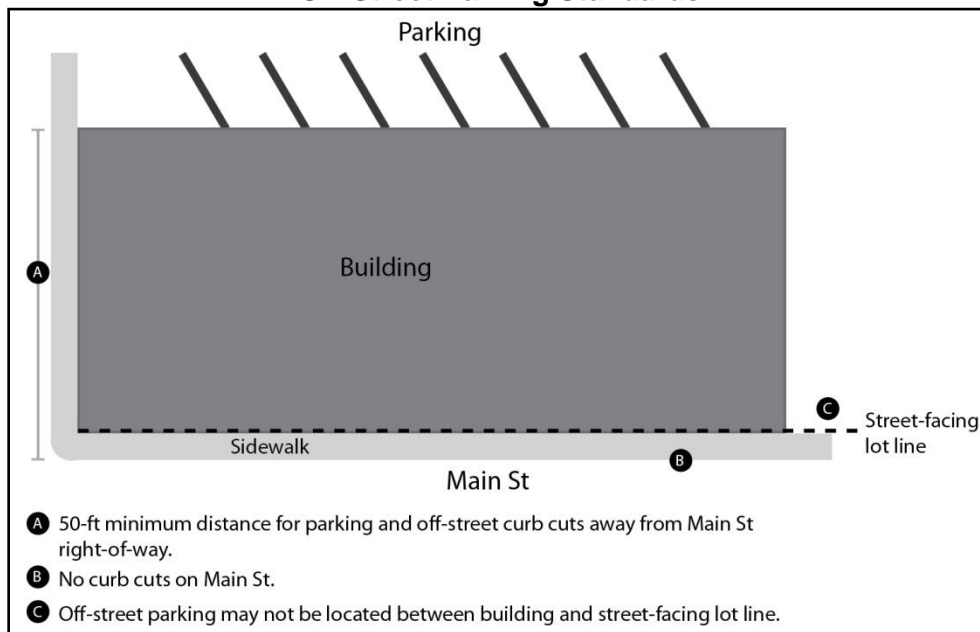 Parking
Building
A
C
Street-facing
lot line
Sidewalk
B
Main St
A 50-ft minimum distance for parking and off-street curb cuts away from Main St
right-of-way.
B No curb cuts on Main St.
C Off-street parking may not be located between building and street-facing lot line.